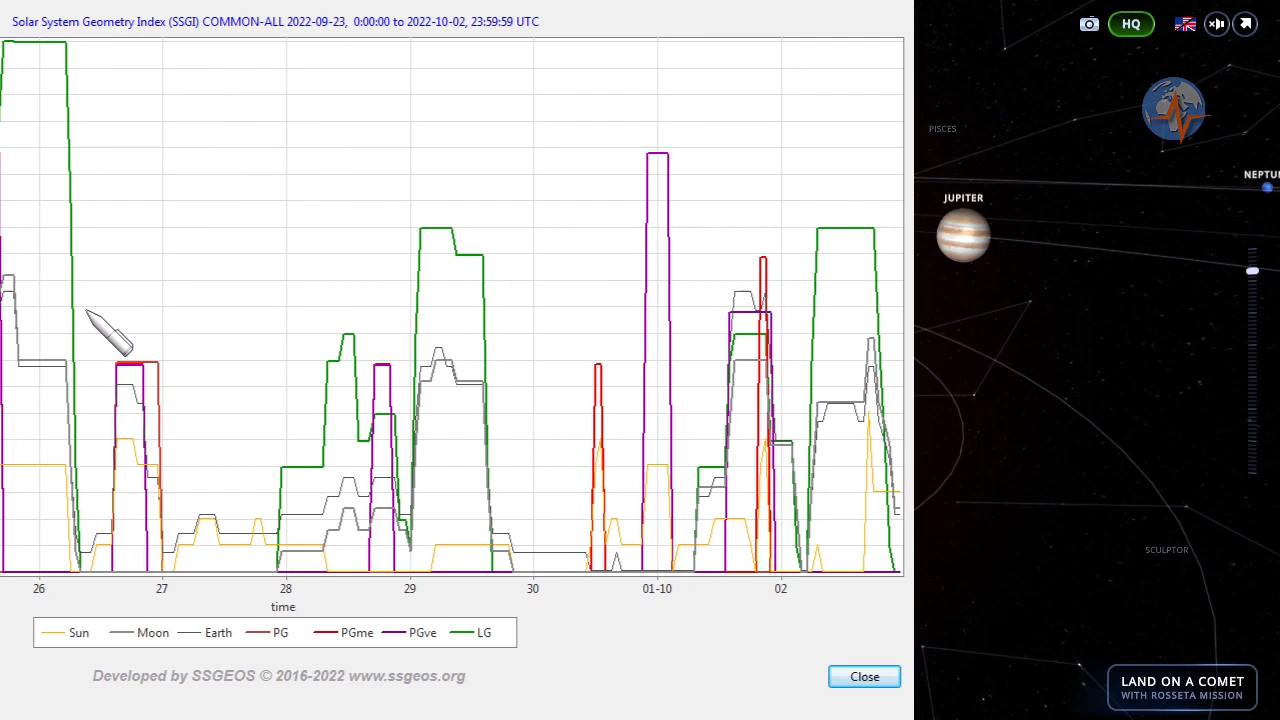 Solar System Geometry Index (SSGI) COMMON-ALL 2022-09-23, 0:00:00 to 2022-10-02, 23:59:59 UTC
HQ
PISCES
NEPTU
JUPITER
SCULPTOR
26 27 28 29 30 01-10 02
time
Sun Moon Earth PG PGme PGve LG
Developed by SSGEOS © 2016-2022 www.ssgeos.org
Close
LAND ON A COMET
WITH ROSSETA MISSION